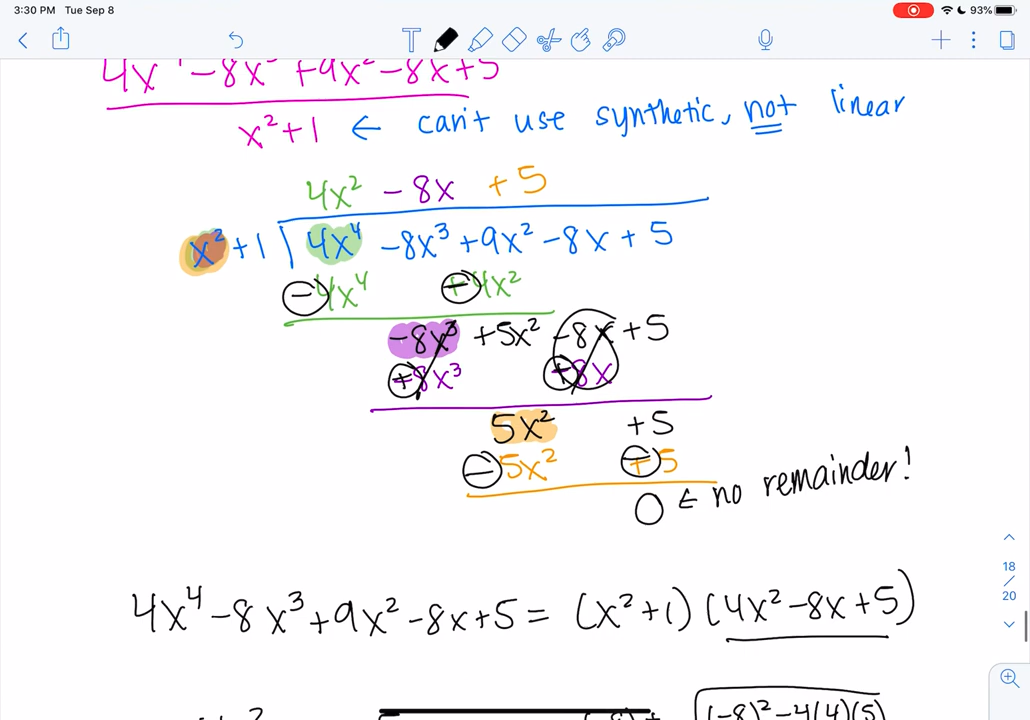 3:30 PM Tue Sep 8 93%
4x⁴ -8x³ +9x² -8x+5
x²+1 ← can't use synthetic, not linear
4x² -8x +5
x² +1 4x⁴ -8x³ +9x² -8x + 5
-4x⁴ +4x²
-8x³ +5x² -8x +5
+8x³ +8x
5x² +5
-5x² +5
0 ← no remainder!
18
/
20
4x⁴ -8x³ +9x² -8x+5 = (x²+1) (4x² -8x+5)
(-8)² -4(4)(5)